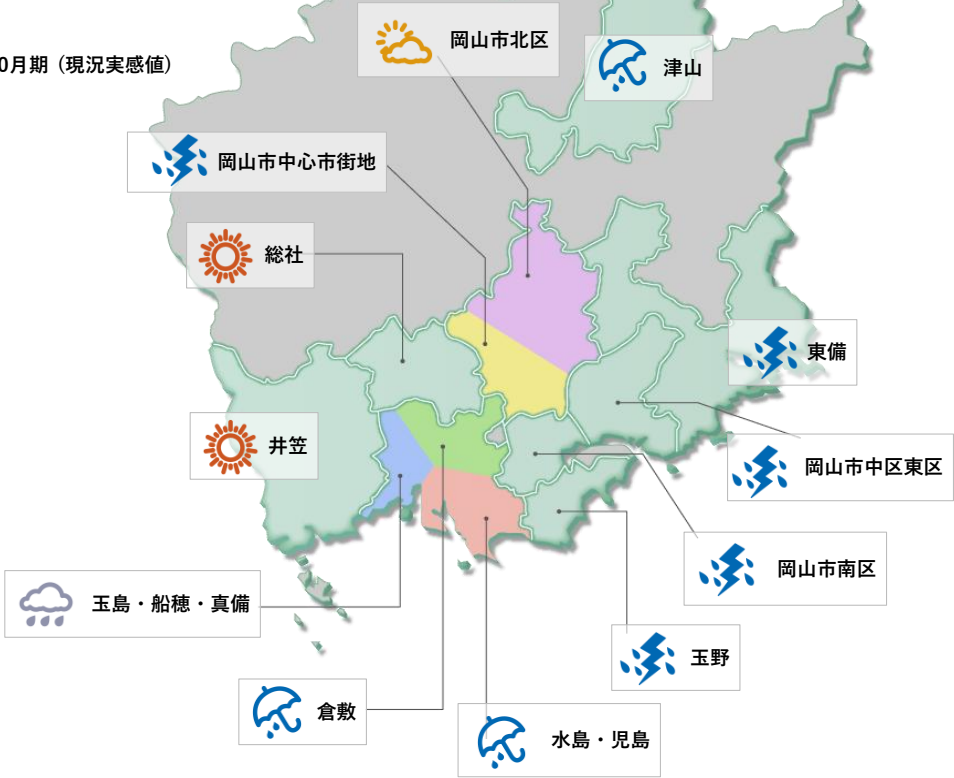 岡山市北区
0月期（現況実感値）
津山
岡山市中心市街地
総社
東備
井笠
岡山市中区東区
岡山市南区
玉島・船穂・真備
玉野
倉敷
水島・児島